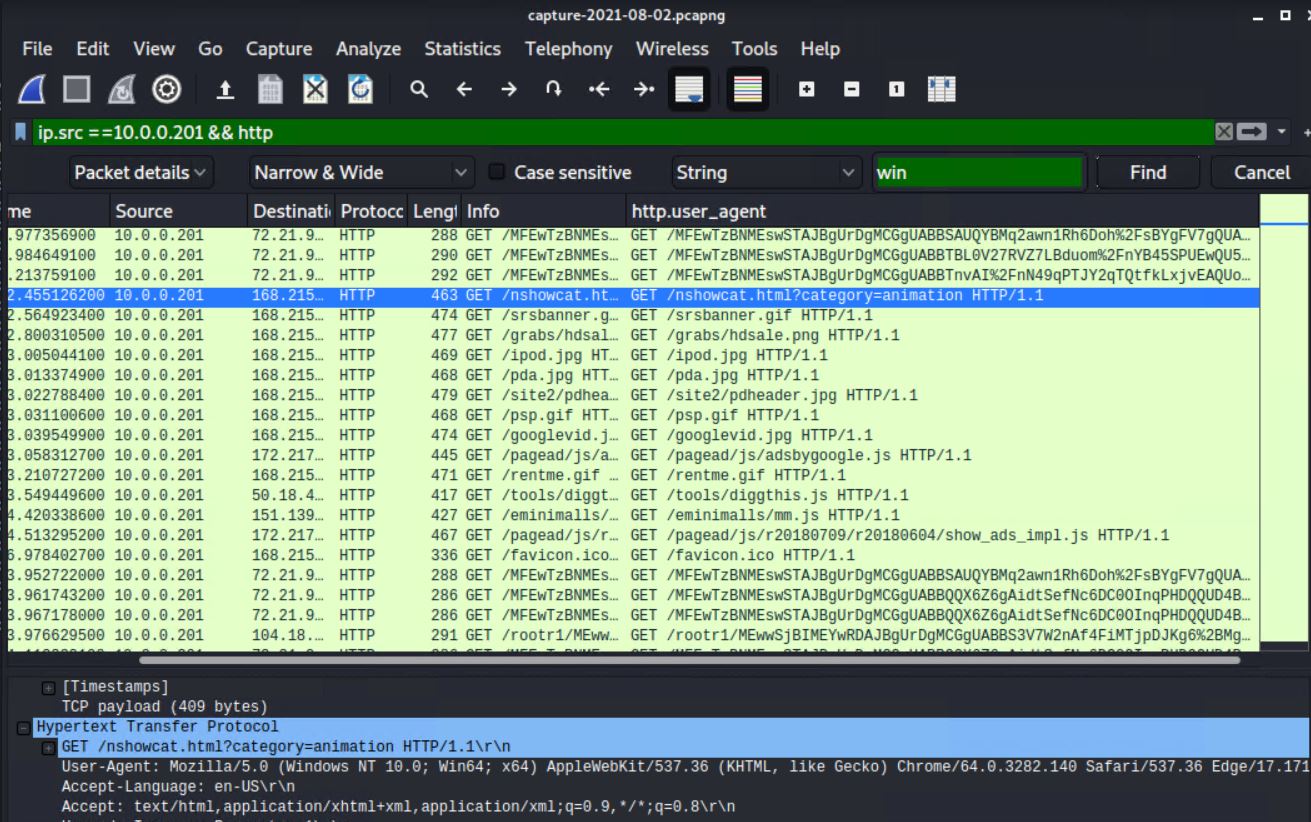 capture-2021-08-02.pcapng
File Edit View Go Capture Analyze Statistics Telephony Wireless Tools Help
ip.src ==10.0.0.201 && http
Packet details Narrow & Wide Case sensitive String win Find Cancel
me Source Destinati Protocc Lengt Info http.user_agent
.977356900 10.0.0.201 72.21.9… HTTP 288 GET /MFEwTzBNMEs… GET /MFEwTzBNMEswSTAJBgUrDgMCGgUABBSAUQYBMq2awn1Rh6Doh%2FsBYgFV7gQUA…
.984649100 10.0.0.201 72.21.9… HTTP 290 GET /MFEwTzBNMEs… GET /MFEwTzBNMEswSTAJBgUrDgMCGgUABBTBL0V27RVZ7LBduom%2FnYB45SPUEwQU5…
.213759100 10.0.0.201 72.21.9… HTTP 292 GET /MFEwTzBNMEs… GET /MFEwTzBNMEswSTAJBgUrDgMCGgUABBTnvAI%2FnN49qPTJY2qTQtfkLxjvEAQUo…
2.455126200 10.0.0.201 168.215… HTTP 463 GET /nshowcat.ht… GET /nshowcat.html?category=animation HTTP/1.1
2.564923400 10.0.0.201 168.215… HTTP 474 GET /srsbanner.g… GET /srsbanner.gif HTTP/1.1
2.800310500 10.0.0.201 168.215… HTTP 477 GET /grabs/hdsal… GET /grabs/hdsale.png HTTP/1.1
3.005044100 10.0.0.201 168.215… HTTP 469 GET /ipod.jpg HT… GET /ipod.jpg HTTP/1.1
3.013374900 10.0.0.201 168.215… HTTP 468 GET /pda.jpg HTT… GET /pda.jpg HTTP/1.1
3.022788400 10.0.0.201 168.215… HTTP 479 GET /site2/pdhea… GET /site2/pdheader.jpg HTTP/1.1
3.031100600 10.0.0.201 168.215… HTTP 468 GET /psp.gif HTT… GET /psp.gif HTTP/1.1
3.039549900 10.0.0.201 168.215… HTTP 474 GET /googlevid.j… GET /googlevid.jpg HTTP/1.1
3.058312700 10.0.0.201 172.217… HTTP 445 GET /pagead/js/a… GET /pagead/js/adsbygoogle.js HTTP/1.1
3.210727200 10.0.0.201 168.215… HTTP 471 GET /rentme.gif … GET /rentme.gif HTTP/1.1
3.549449600 10.0.0.201 50.18.4… HTTP 417 GET /tools/diggt… GET /tools/diggthis.js HTTP/1.1
4.420338600 10.0.0.201 151.139… HTTP 427 GET /eminimalls/… GET /eminimalls/mm.js HTTP/1.1
4.513295200 10.0.0.201 172.217… HTTP 467 GET /pagead/js/r… GET /pagead/js/r20180709/r20180604/show_ads_impl.js HTTP/1.1
6.978402700 10.0.0.201 168.215… HTTP 336 GET /favicon.ico… GET /favicon.ico HTTP/1.1
3.952722000 10.0.0.201 72.21.9… HTTP 288 GET /MFEwTzBNMEs… GET /MFEwTzBNMEswSTAJBgUrDgMCGgUABBSAUQYBMq2awn1Rh6Doh%2FsBYgFV7gQUA…
3.961743200 10.0.0.201 72.21.9… HTTP 286 GET /MFEwTzBNMEs… GET /MFEwTzBNMEswSTAJBgUrDgMCGgUABBQQX6Z6gAidtSefNc6DC0OInqPHDQQUD4B…
3.967178000 10.0.0.201 72.21.9… HTTP 286 GET /MFEwTzBNMEs… GET /MFEwTzBNMEswSTAJBgUrDgMCGgUABBQQX6Z6gAidtSefNc6DC0OInqPHDQQUD4B…
3.976629500 10.0.0.201 104.18.… HTTP 291 GET /rootr1/MEww… GET /rootr1/MEwwSjBIMEYwRDAJBgUrDgMCGgUABBS3V7W2nAf4FiMTjpDJKg6%2BMg…
[Timestamps]
TCP payload (409 bytes)
Hypertext Transfer Protocol
GET /nshowcat.html?category=animation HTTP/1.1\r\n
User-Agent: Mozilla/5.0 (Windows NT 10.0; Win64; x64) AppleWebKit/537.36 (KHTML, like Gecko) Chrome/64.0.3282.140 Safari/537.36 Edge/17.171
Accept-Language: en-US\r\n
Accept: text/html,application/xhtml+xml,application/xml;q=0.9,*/*;q=0.8\r\n